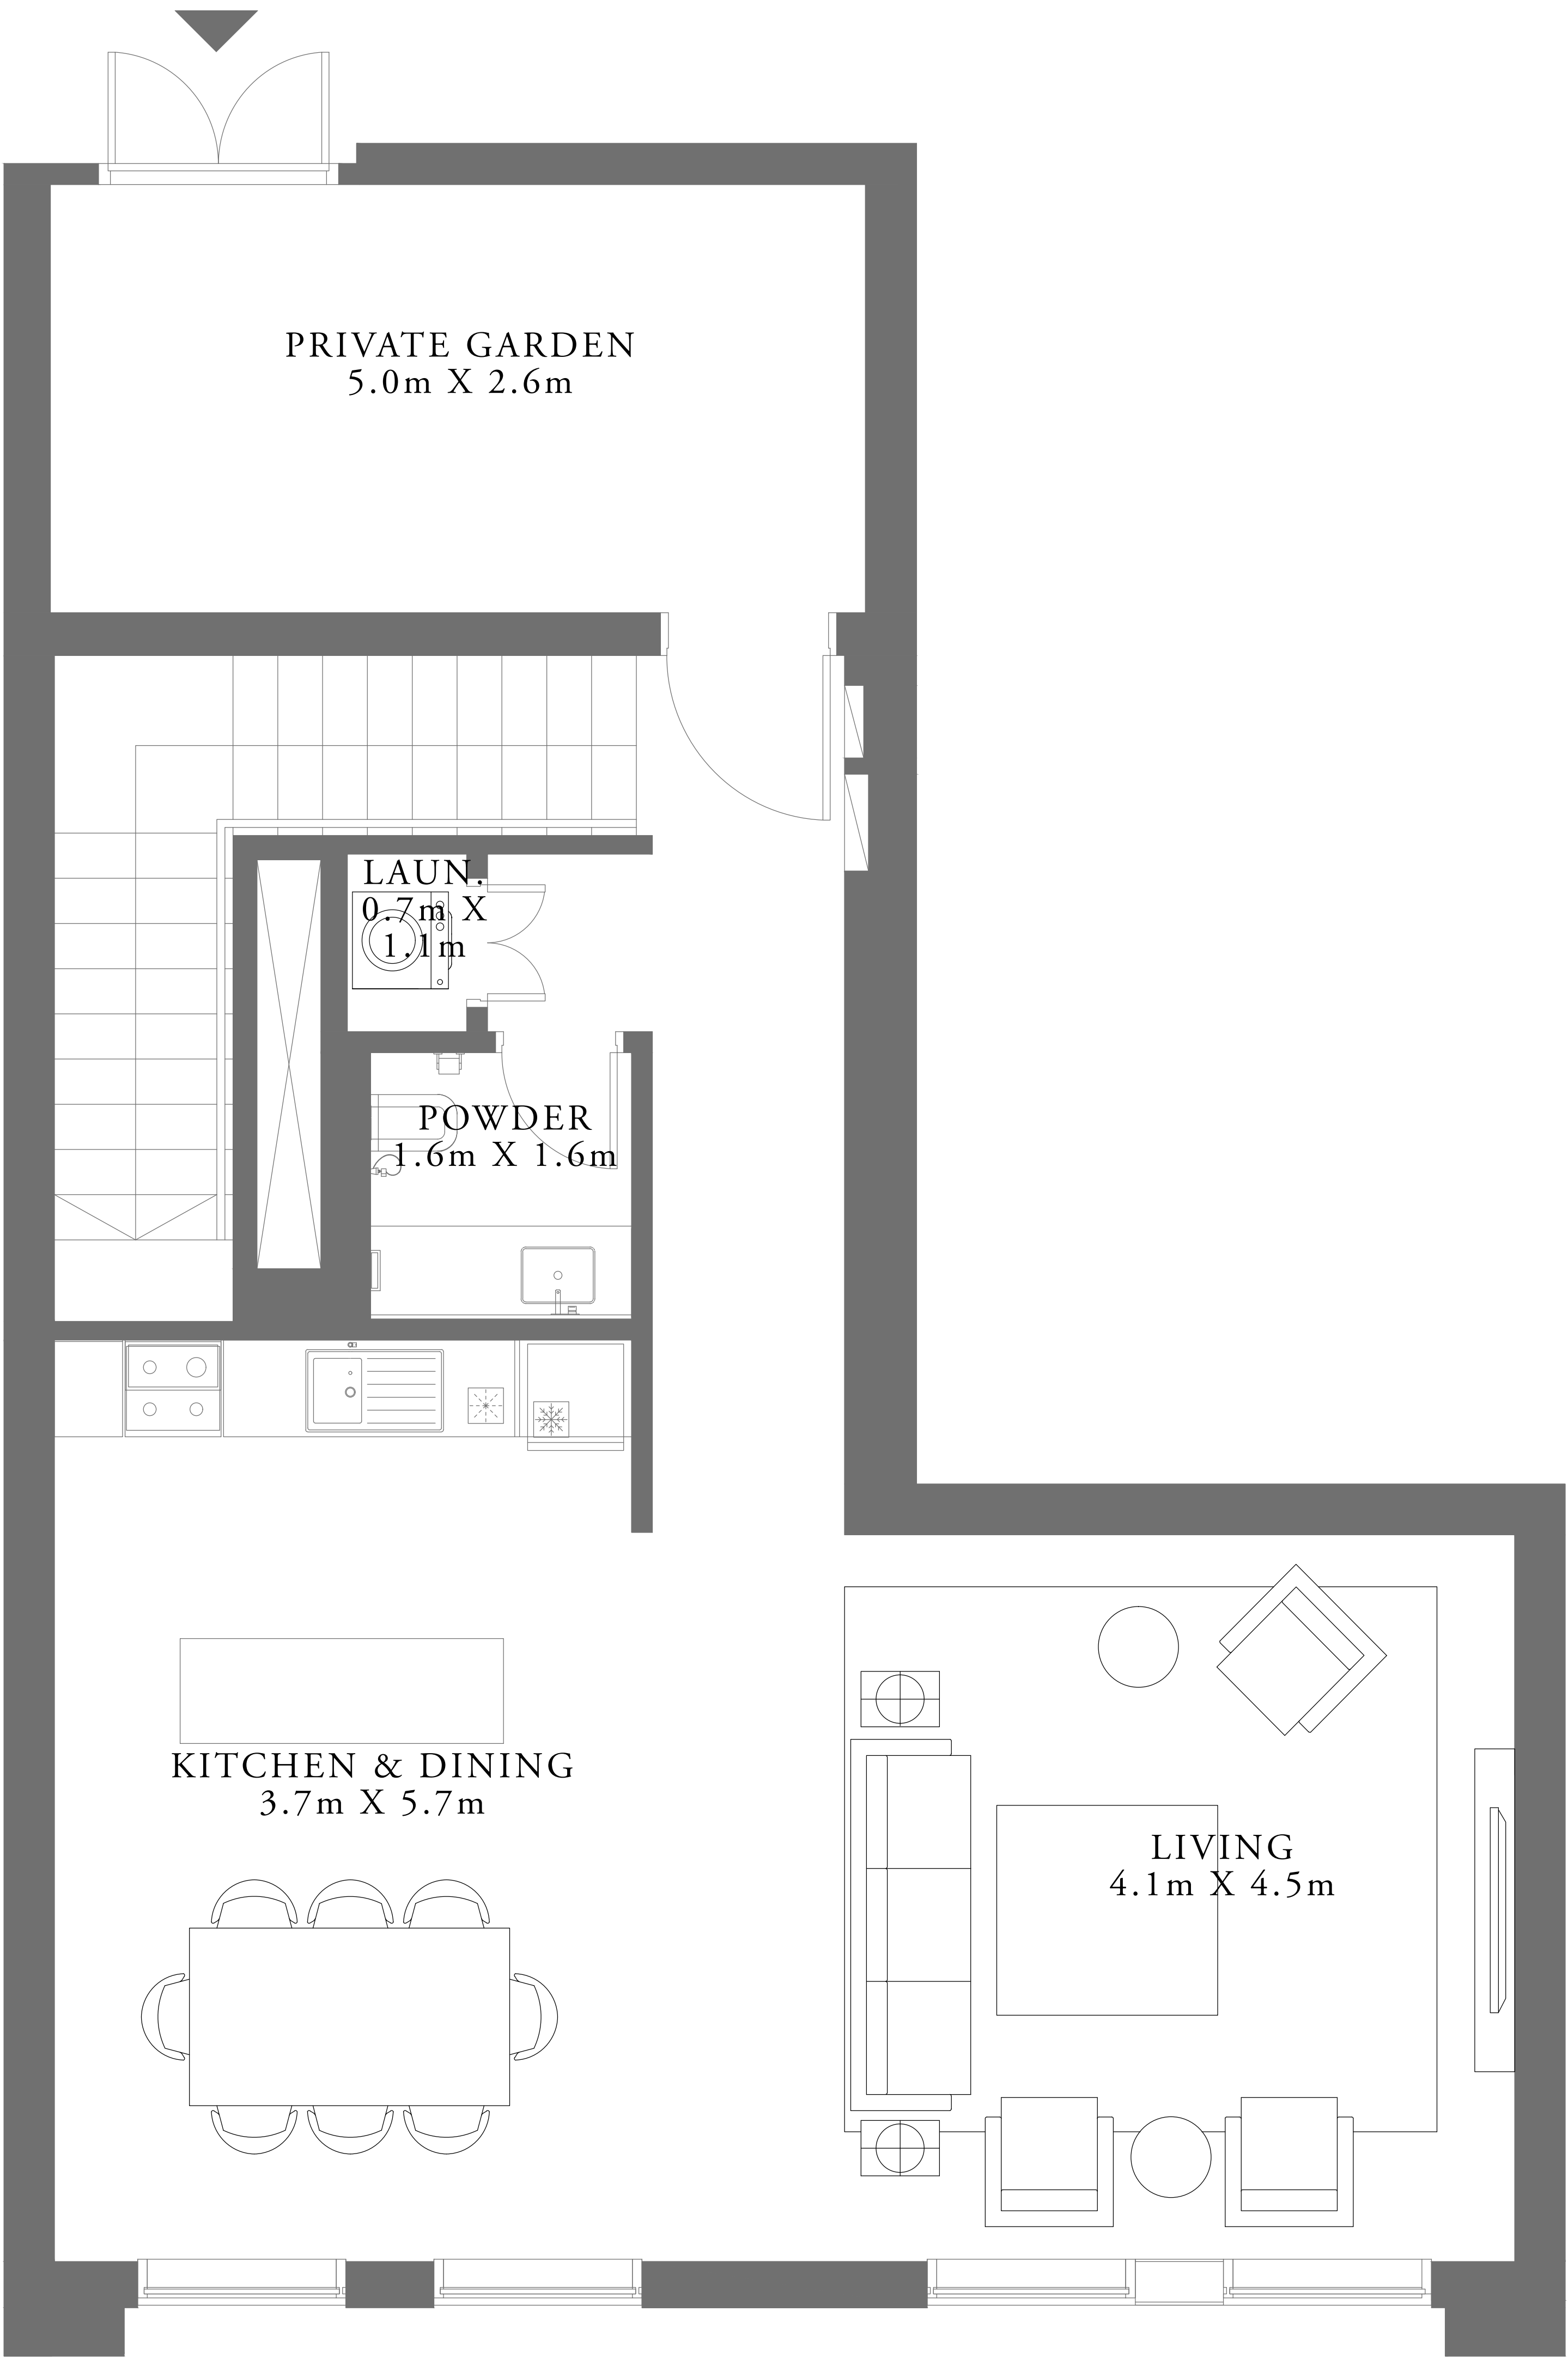 PRIVATE GARDEN
5.0m X 2.6m
LAUN.
0.7m X
1.1m
POWDER
1.6m X 1.6m
KITCHEN & DINING
3.7m X 5.7m
LIVING
4.1m X 4.5m